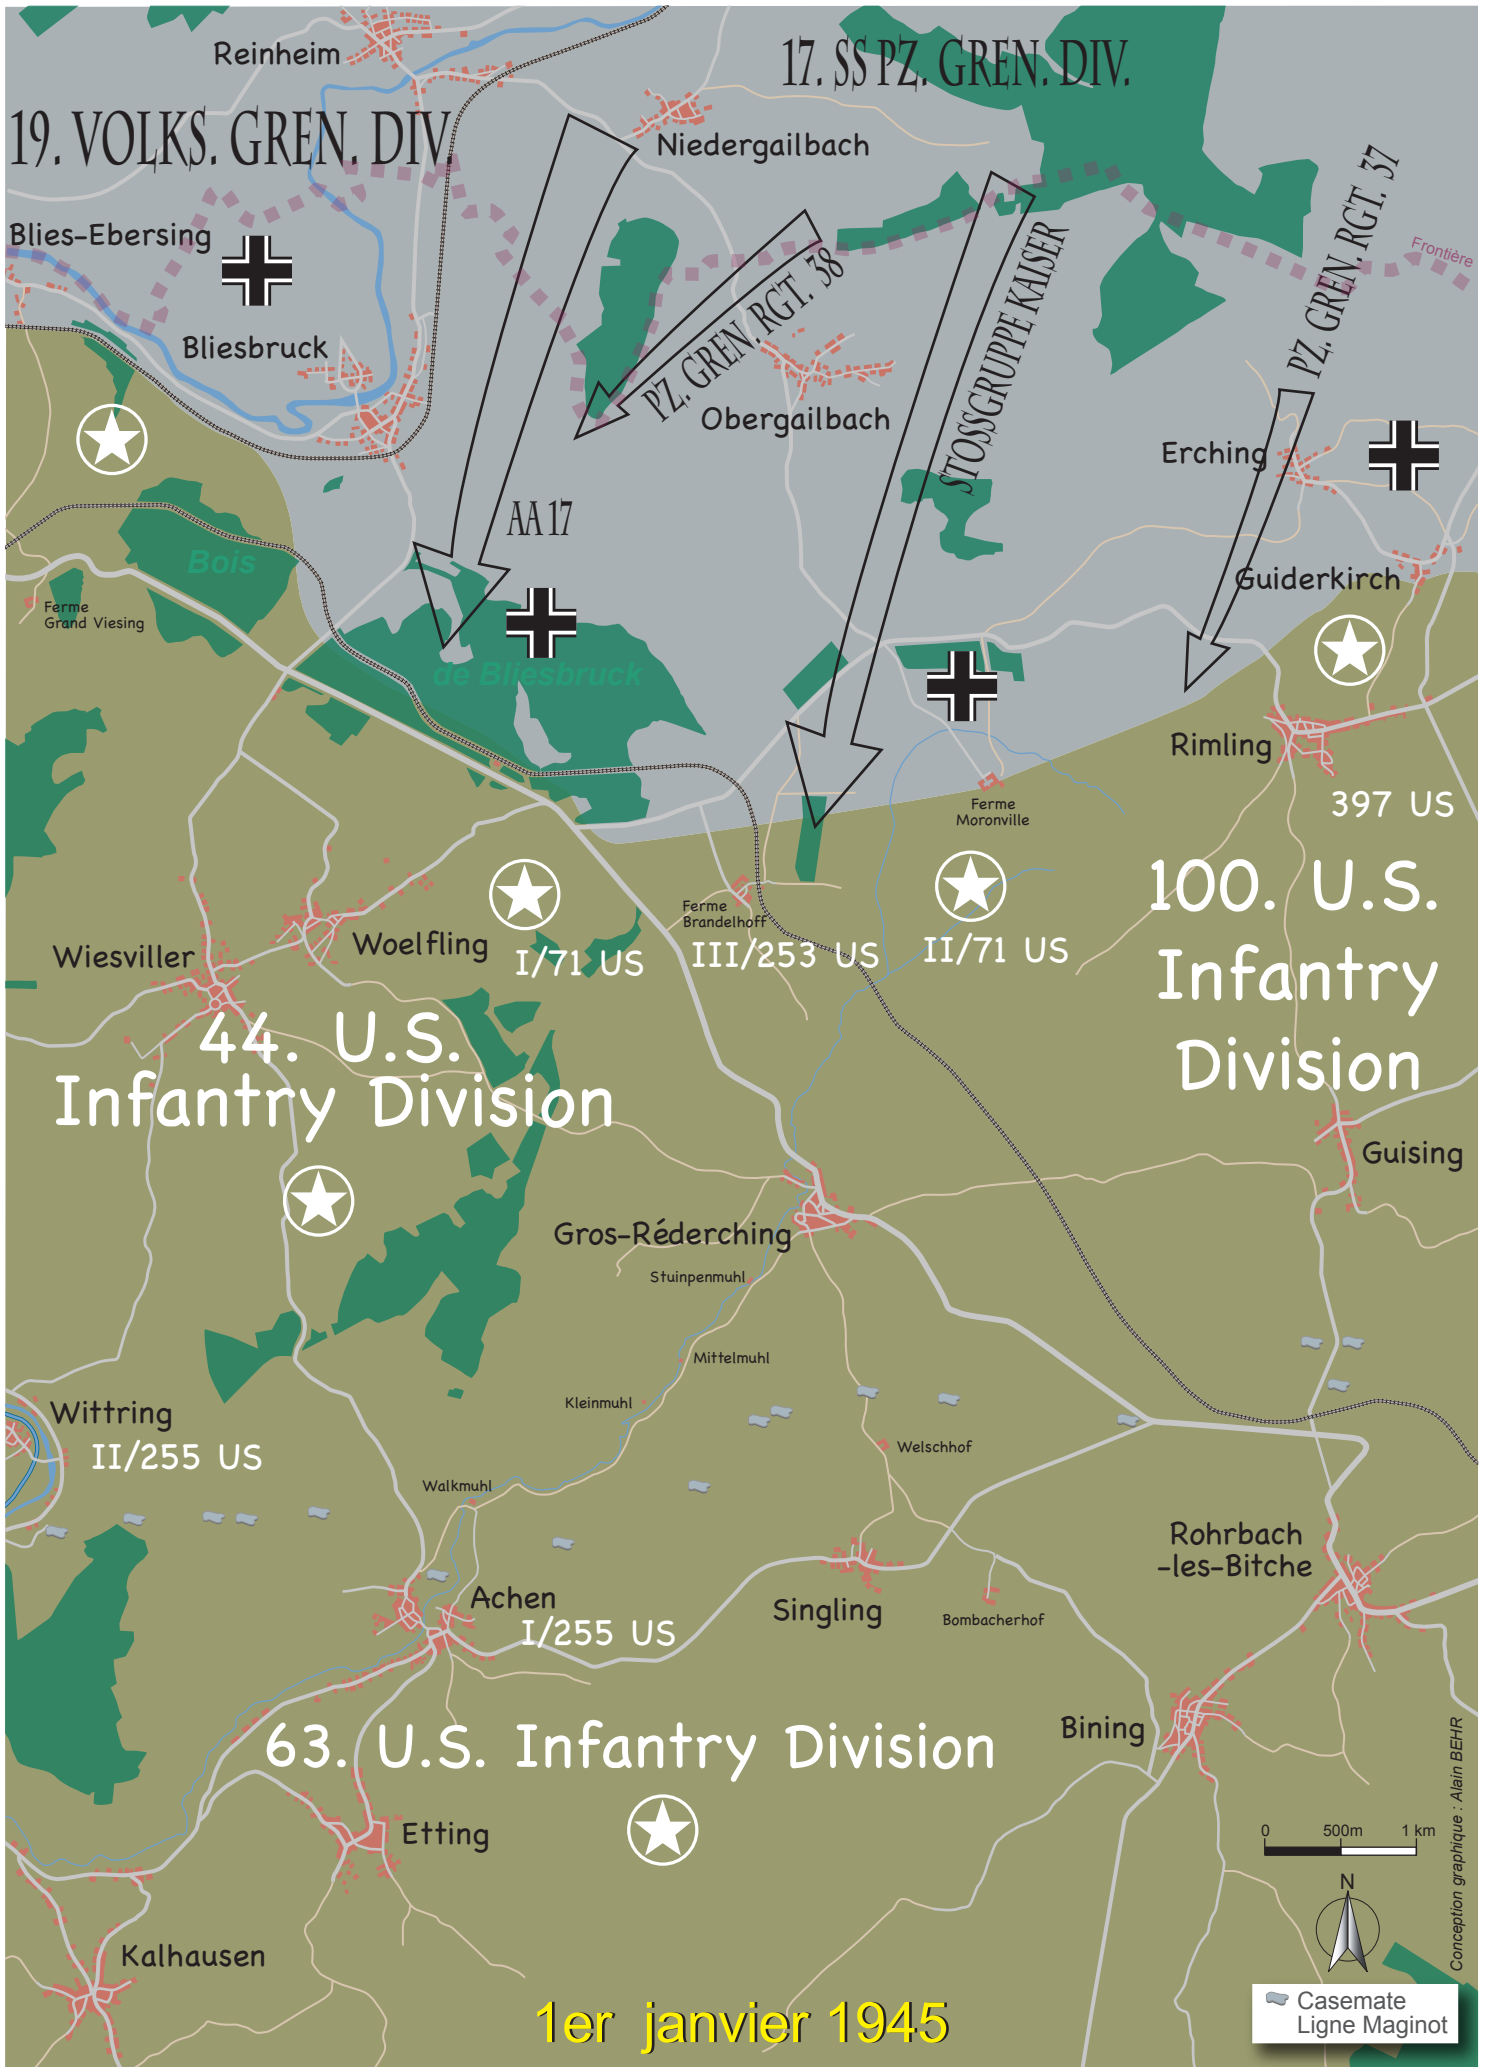 Reinheim
17. SS PZ. GREN. DIV.
19. VOLKS. GREN. DIV.
Niedergailbach
PZ. GREN. RGT. 37
Blies-Ebersing
Frontière
PZ. GREN. RGT. 38
STOSSGRUPPE KAISER
Bliesbruck
Obergailbach
Erching
AA 17
Bois
Guiderkirch
Ferme
Grand Viesing
de Bliesbruck
Rimling
397 US
Ferme
Moronville
100. U.S.
Infantry
Division
Ferme
Brandelhoff
Wiesviller
Woelfling
I/71 US
III/253 US
II/71 US
44. U.S.
Infantry Division
Guising
Gros-Réderching
Stuinpenmuhl
Mittelmuhl
Kleinmuhl
Wittring
II/255 US
Welschhof
Walkmuhl
Rohrbach
-les-Bitche
Achen
I/255 US
Singling
Bombacherhof
Bining
63. U.S. Infantry Division
Etting
0 500m 1 km
N
Conception graphique : Alain BEHR
Kalhausen
1er janvier 1945
Casemate
Ligne Maginot